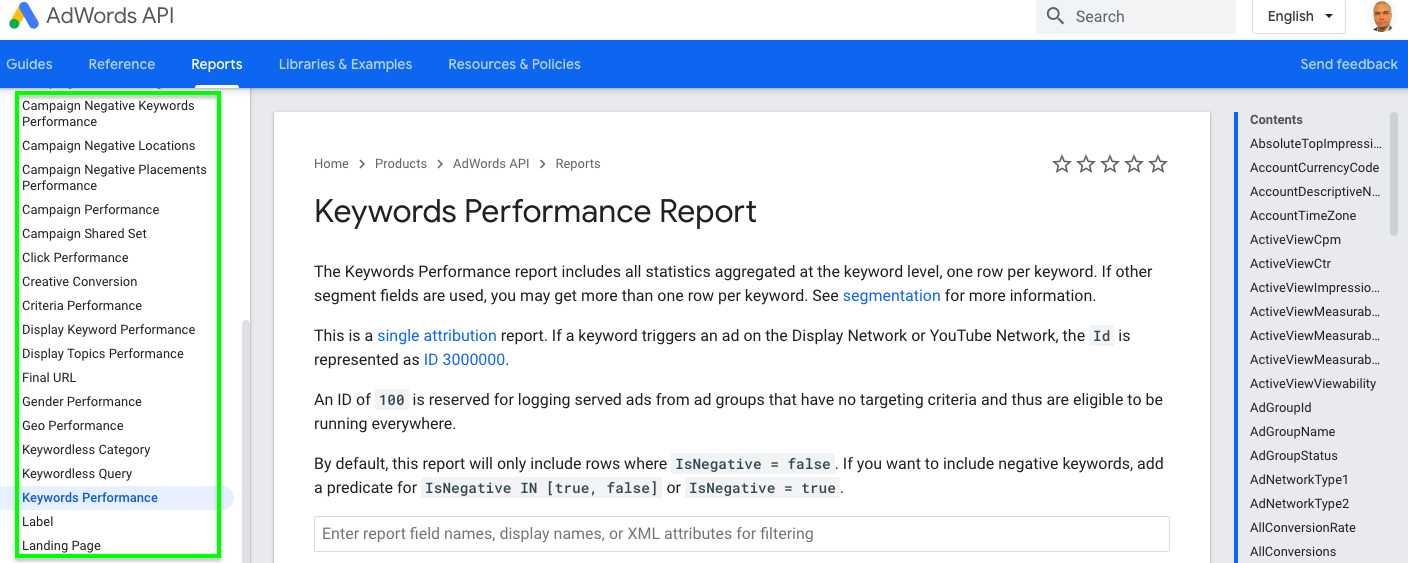 AdWords API
Search
English
Guides
Reference
Reports
Libraries & Examples
Resources & Policies
Send feedback
Campaign Negative Keywords
Performance
Campaign Negative Locations
Campaign Negative Placements
Performance
Campaign Performance
Campaign Shared Set
Click Performance
Creative Conversion
Criteria Performance
Display Keyword Performance
Display Topics Performance
Final URL
Gender Performance
Geo Performance
Keywordless Category
Keywordless Query
Keywords Performance
Label
Landing Page
Home > Products > AdWords API > Reports
Keywords Performance Report
The Keywords Performance report includes all statistics aggregated at the keyword level, one row per keyword. If other
segment fields are used, you may get more than one row per keyword. See segmentation for more information.
This is a single attribution report. If a keyword triggers an ad on the Display Network or YouTube Network, the Id is
represented as ID 3000000.
An ID of 100 is reserved for logging served ads from ad groups that have no targeting criteria and thus are eligible to be
running everywhere.
By default, this report will only include rows where IsNegative = false. If you want to include negative keywords, add
a predicate for IsNegative IN [true, false] or IsNegative = true.
Enter report field names, display names, or XML attributes for filtering
Contents
AbsoluteTopImpressi...
AccountCurrencyCode
AccountDescriptiveN...
AccountTimeZone
ActiveViewCpm
ActiveViewCtr
ActiveViewImpressio...
ActiveViewMeasurab...
ActiveViewMeasurab...
ActiveViewMeasurab...
ActiveViewViewability
AdGroupId
AdGroupName
AdGroupStatus
AdNetworkType1
AdNetworkType2
AllConversionRate
AllConversions